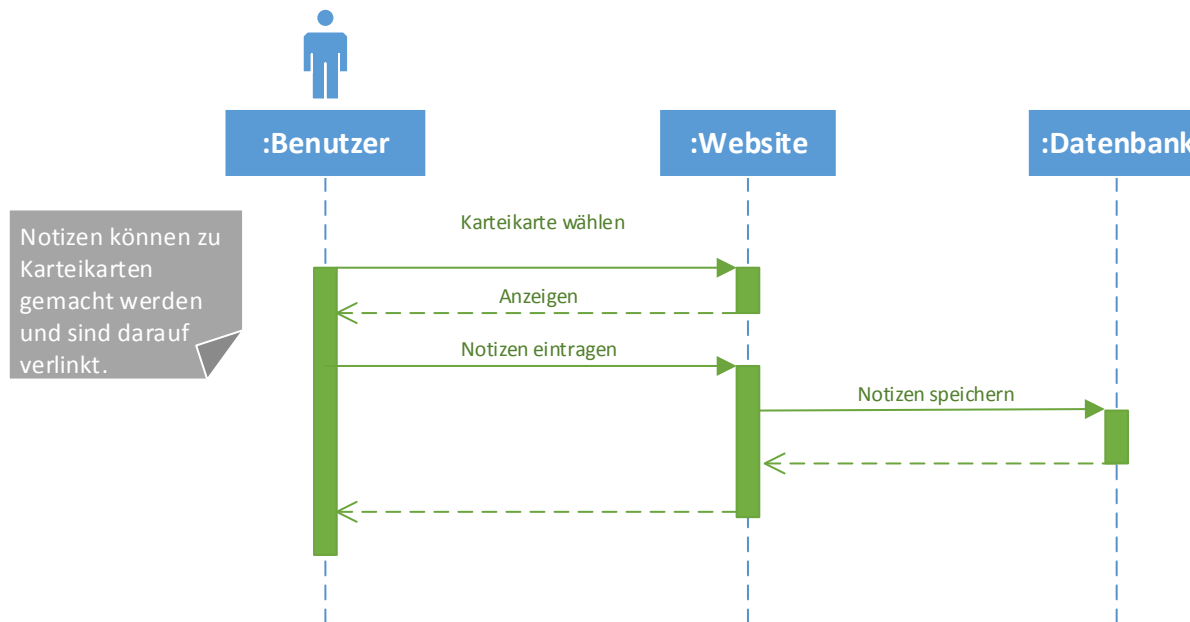 :Benutzer
:Website
:Datenbank
Notizen können zu
Karteikarten
gemacht werden
und sind darauf
verlinkt.
Karteikarte wählen
Anzeigen
Notizen eintragen
Notizen speichern